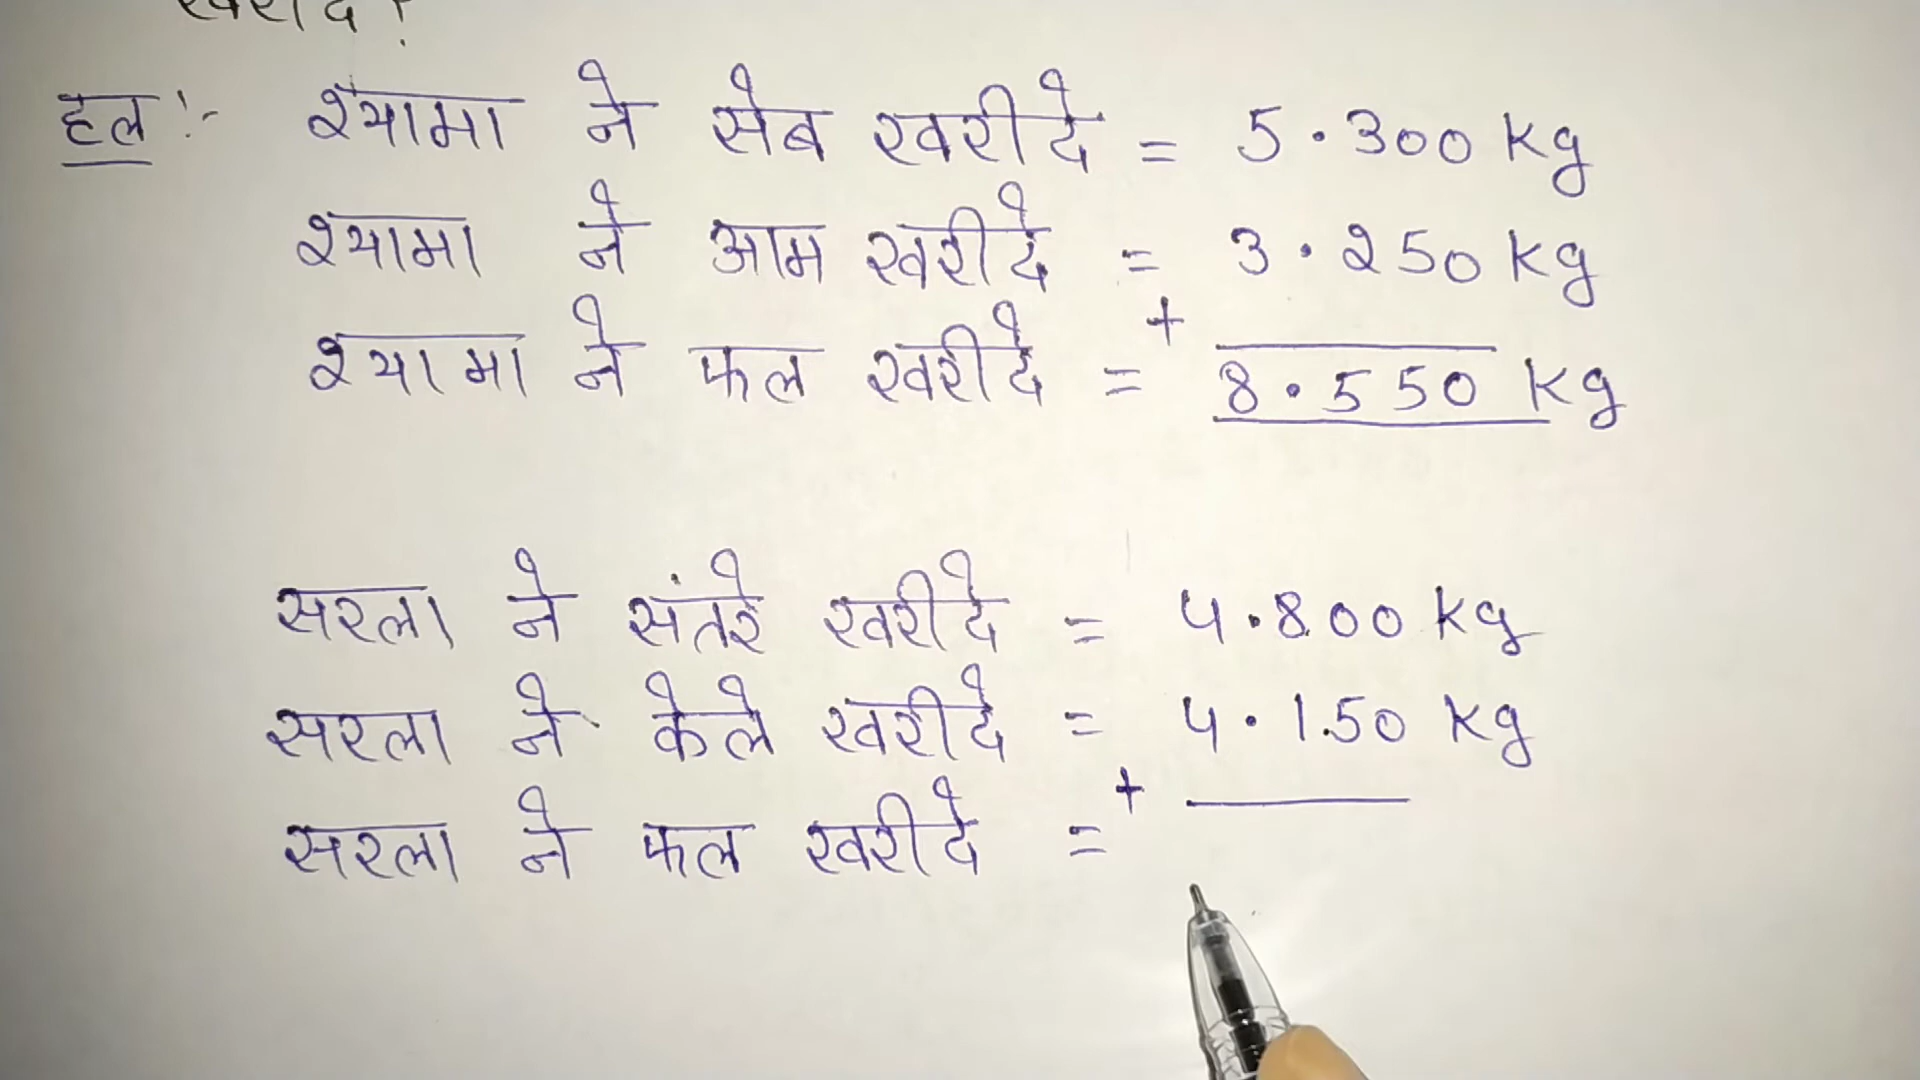 खरीदे?
हल :- श्यामा ने सेब खरीदे = 5.300 kg
श्यामा ने आम खरीदे = 3.250 kg
+
श्यामा ने फल खरीदे = 8.550 kg
सरला ने संतरे खरीदे = 4.800 kg
सरला ने केले खरीदे = 4.150 kg
+
सरला ने फल खरीदे =